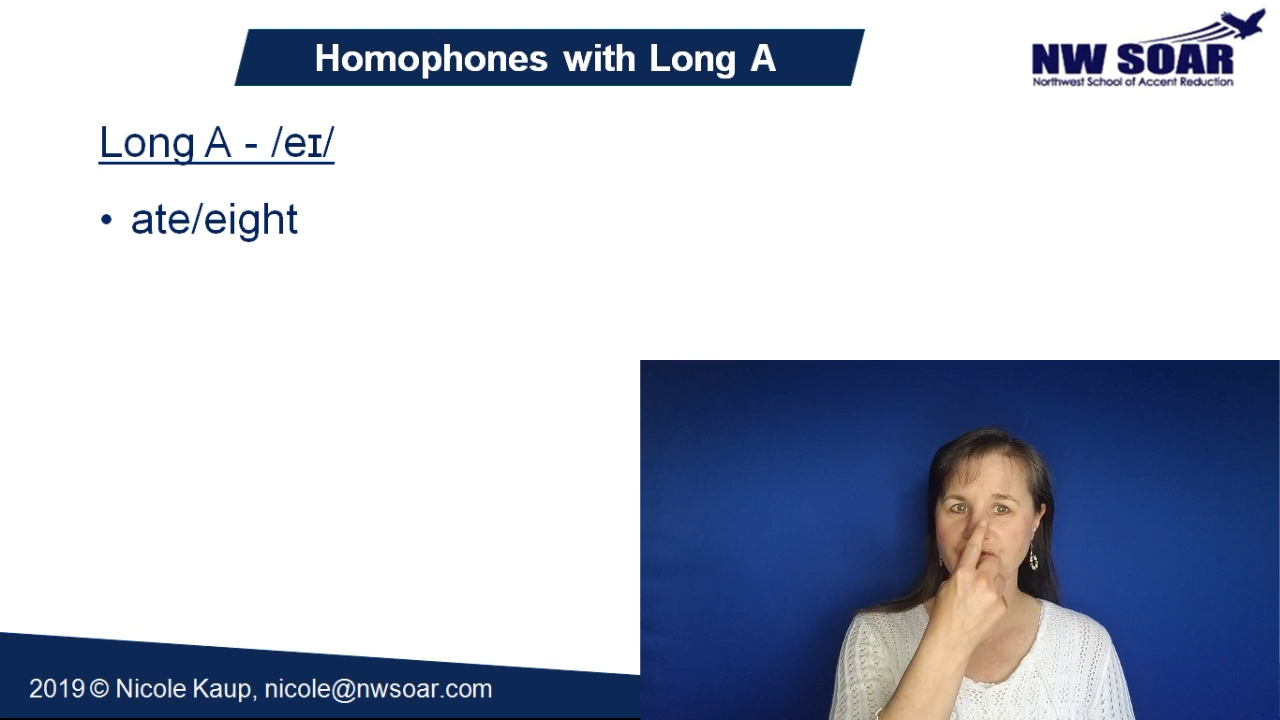 Homophones with Long A
NW SOAR
Northwest School of Accent Reduction
Long A - /eɪ/
• ate/eight
2019 © Nicole Kaup, nicole@nwsoar.com